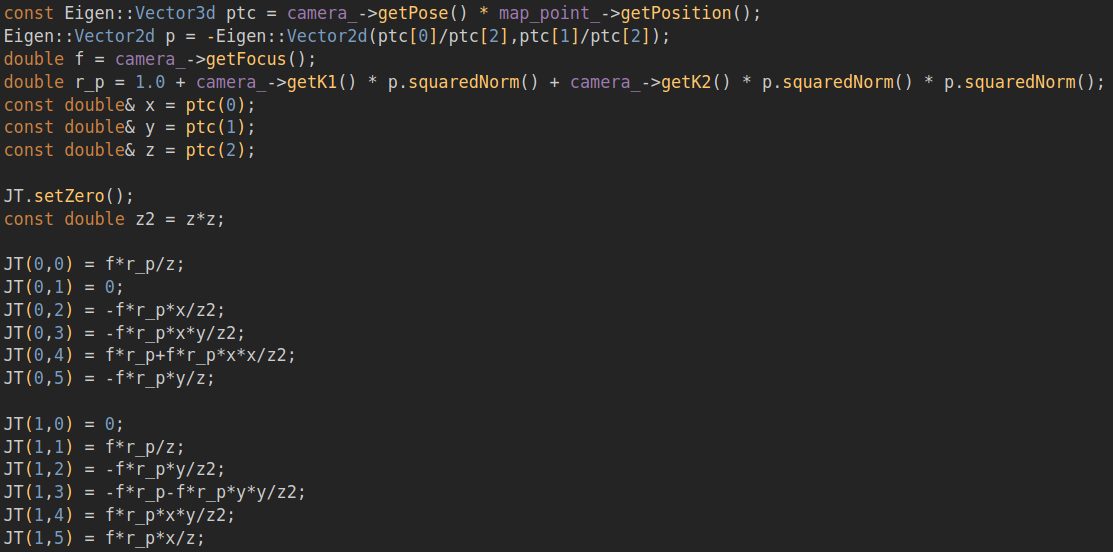 const Eigen::Vector3d ptc = camera_->getPose() * map_point_->getPosition();
Eigen::Vector2d p = -Eigen::Vector2d(ptc[0]/ptc[2],ptc[1]/ptc[2]);
double f = camera_->getFocus();
double r_p = 1.0 + camera_->getK1() * p.squaredNorm() + camera_->getK2() * p.squaredNorm() * p.squaredNorm();
const double& x = ptc(0);
const double& y = ptc(1);
const double& z = ptc(2);
JT.setZero();
const double z2 = z*z;
JT(0,0) = f*r_p/z;
JT(0,1) = 0;
JT(0,2) = -f*r_p*x/z2;
JT(0,3) = -f*r_p*x*y/z2;
JT(0,4) = f*r_p+f*r_p*x*x/z2;
JT(0,5) = -f*r_p*y/z;
JT(1,0) = 0;
JT(1,1) = f*r_p/z;
JT(1,2) = -f*r_p*y/z2;
JT(1,3) = -f*r_p-f*r_p*y*y/z2;
JT(1,4) = f*r_p*x*y/z2;
JT(1,5) = f*r_p*x/z;